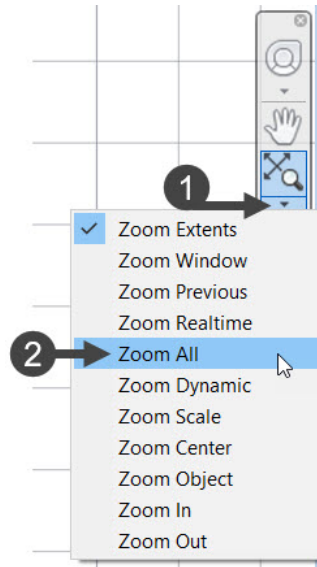 1
Zoom Extents
Zoom Window
Zoom Previous
Zoom Realtime
2
Zoom All
Zoom Dynamic
Zoom Scale
Zoom Center
Zoom Object
Zoom In
Zoom Out